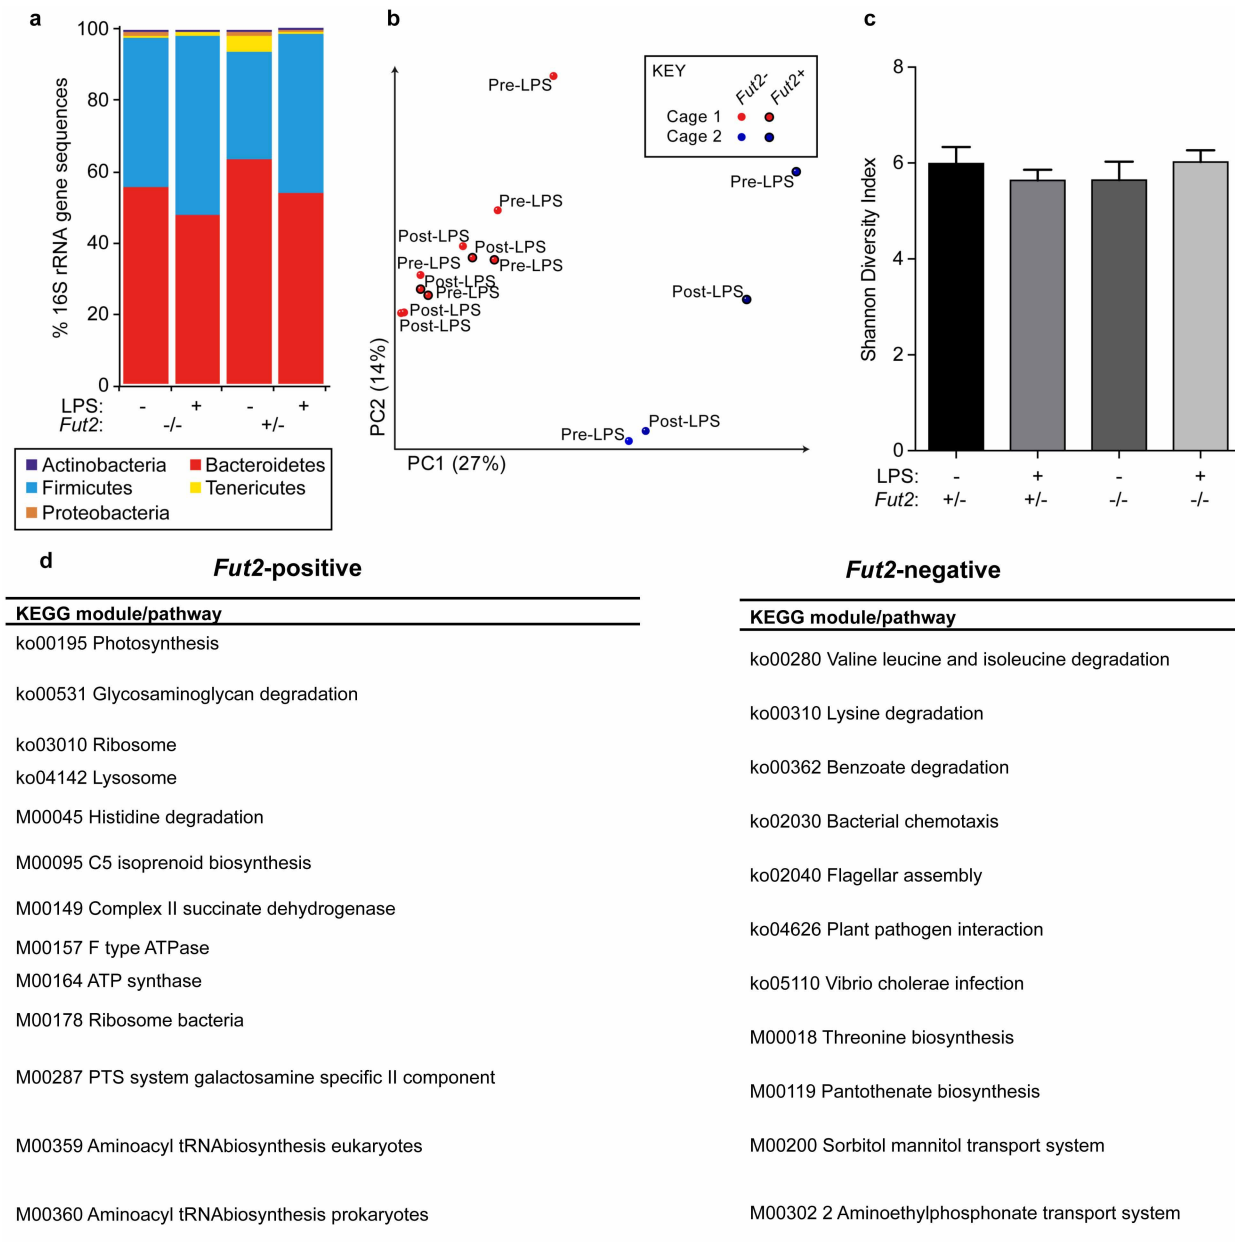 a
100
80
60
40
20
0
% 16S rRNA gene sequences
LPS: - + - +
Fut2: -/- +/-
Actinobacteria
Bacteroidetes
Firmicutes
Tenericutes
Proteobacteria
b
Pre-LPS
KEY
Fut2-
Fut2+
Cage 1
Cage 2
Pre-LPS
Pre-LPS
Post-LPS
Post-LPS
Pre-LPS
Pre-LPS
Post-LPS
Pre-LPS
Post-LPS
Post-LPS
Post-LPS
Pre-LPS
Post-LPS
PC2 (14%)
PC1 (27%)
c
8
6
4
2
0
Shannon Diversity Index
LPS: - + - +
Fut2: +/- +/- -/- -/-
d
Fut2-positive
KEGG module/pathway
ko00195 Photosynthesis
ko00531 Glycosaminoglycan degradation
ko03010 Ribosome
ko04142 Lysosome
M00045 Histidine degradation
M00095 C5 isoprenoid biosynthesis
M00149 Complex II succinate dehydrogenase
M00157 F type ATPase
M00164 ATP synthase
M00178 Ribosome bacteria
M00287 PTS system galactosamine specific II component
M00359 Aminoacyl tRNAbiosynthesis eukaryotes
M00360 Aminoacyl tRNAbiosynthesis prokaryotes
Fut2-negative
KEGG module/pathway
ko00280 Valine leucine and isoleucine degradation
ko00310 Lysine degradation
ko00362 Benzoate degradation
ko02030 Bacterial chemotaxis
ko02040 Flagellar assembly
ko04626 Plant pathogen interaction
ko05110 Vibrio cholerae infection
M00018 Threonine biosynthesis
M00119 Pantothenate biosynthesis
M00200 Sorbitol mannitol transport system
M00302 2 Aminoethylphosphonate transport system